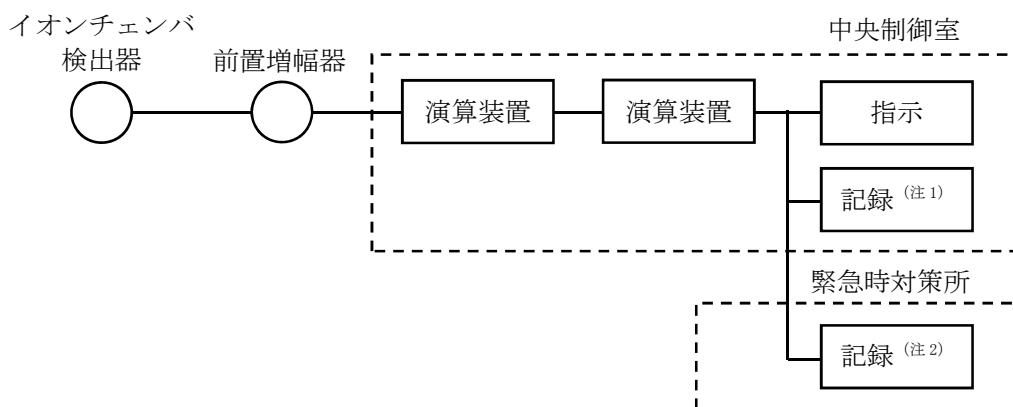 イオンチェンバ
検出器
前置増幅器
中央制御室
演算装置
演算装置
指示
記録 (注1)
緊急時対策所
記録 (注2)